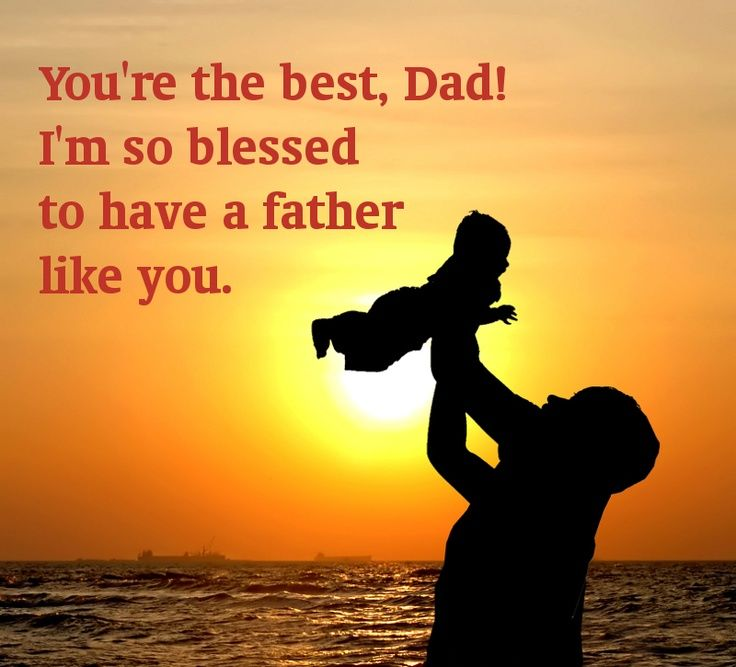 You're the best, Dad!
I'm so blessed
to have a father
like you.